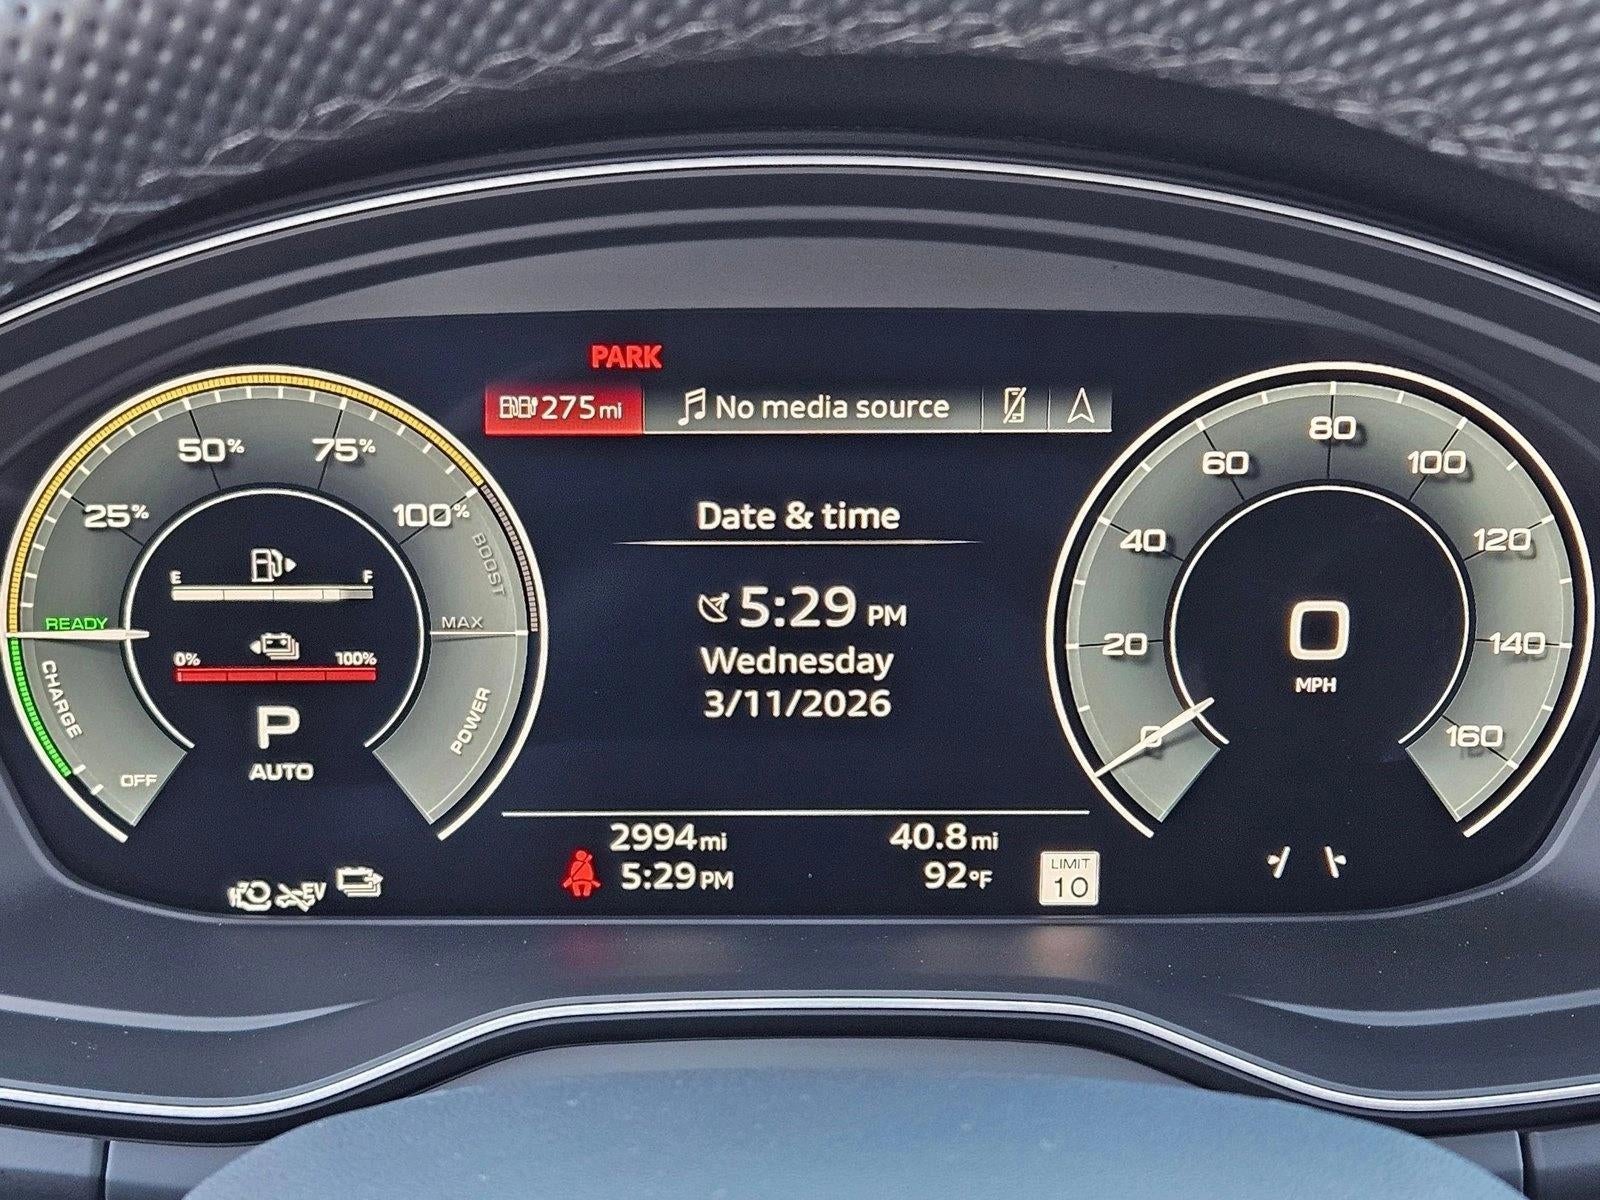 PARK
275 mi
No media source
50%
75%
25%
100%
BOOST
READY
MAX
CHARGE
POWER
OFF
E
F
0%
100%
P
AUTO
EV
Date & time
5:29 PM
Wednesday
3/11/2026
2994 mi
40.8 mi
5:29 PM
92°F
LIMIT
10
80
60
100
40
120
20
140
0
160
0
MPH